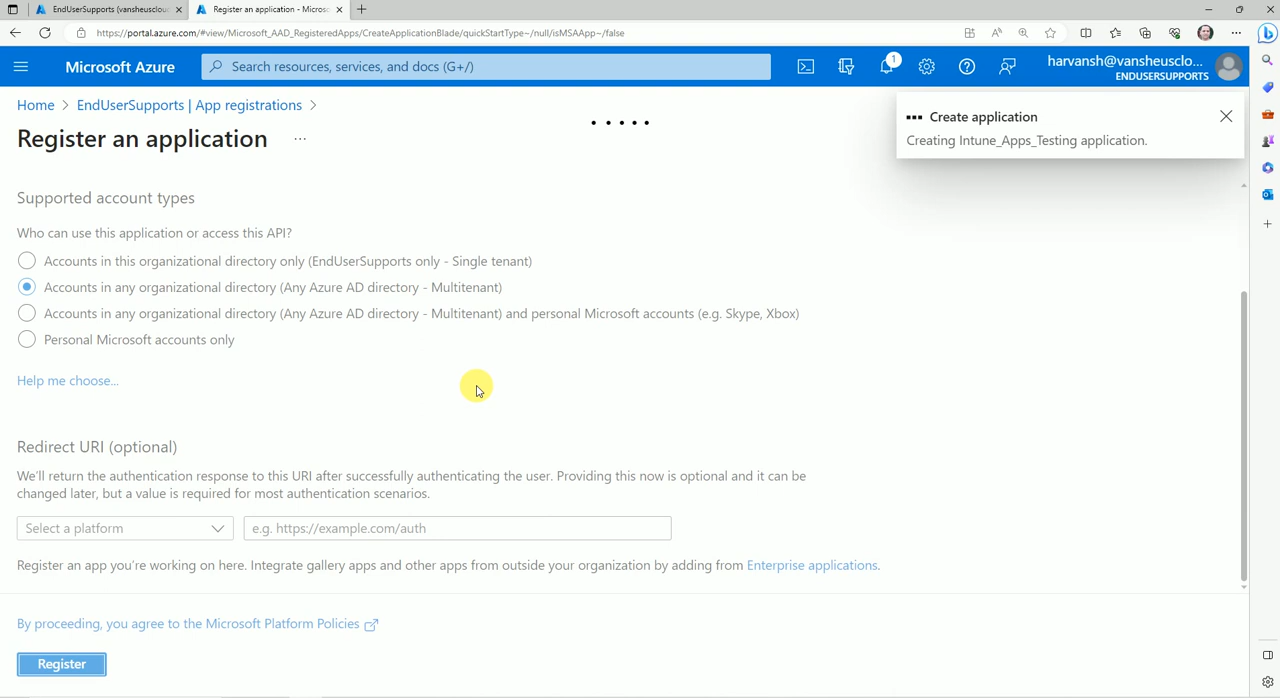 EndUserSupports (vansheusclou
Register an application - Micros
https://portal.azure.com/#view/Microsoft_AAD_RegisteredApps/CreateApplicationBlade/quickStartType~/null/isMSAApp~/false
Microsoft Azure
Search resources, services, and docs (G+/)
1
harvansh@vansheusclo...
ENDUSERSUPPORTS
Home > EndUserSupports | App registrations >
Register an application ...
Create application
Creating Intune_Apps_Testing application.
Supported account types
Who can use this application or access this API?
Accounts in this organizational directory only (EndUserSupports only - Single tenant)
Accounts in any organizational directory (Any Azure AD directory - Multitenant)
Accounts in any organizational directory (Any Azure AD directory - Multitenant) and personal Microsoft accounts (e.g. Skype, Xbox)
Personal Microsoft accounts only
Help me choose...
Redirect URI (optional)
We'll return the authentication response to this URI after successfully authenticating the user. Providing this now is optional and it can be
changed later, but a value is required for most authentication scenarios.
Select a platform
e.g. https://example.com/auth
Register an app you're working on here. Integrate gallery apps and other apps from outside your organization by adding from Enterprise applications.
By proceeding, you agree to the Microsoft Platform Policies
Register